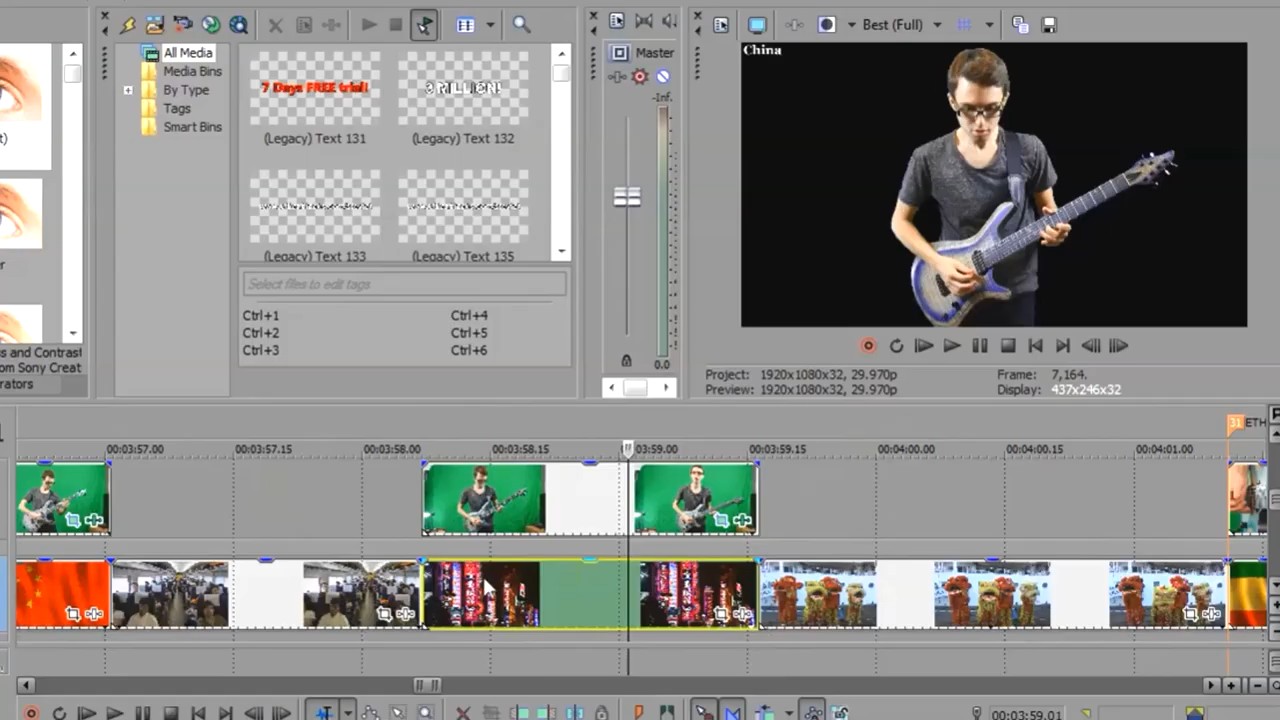 Best (Full)
All Media
Media Bins
By Type
Tags
Smart Bins
7 Days FREE trial!
3 MILLION!
(Legacy) Text 131
(Legacy) Text 132
(Legacy) Text 133
(Legacy) Text 135
Select files to edit tags
Ctrl+1
Ctrl+4
Ctrl+2
Ctrl+5
Ctrl+3
Ctrl+6
Master
-Inf.
0.0
China
Project: 1920x1080x32, 29.970p
Frame: 7,164.
Preview: 1920x1080x32, 29.970p
Display: 437x246x32
s and Contrast
om Sony Creat
rators
31 ETH
00:03:57.00
00:03:57.15
00:03:58.00
00:03:58.15
00:03:59.00
00:03:59.15
00:04:00.00
00:04:00.15
00:04:01.00
00:03:59.01